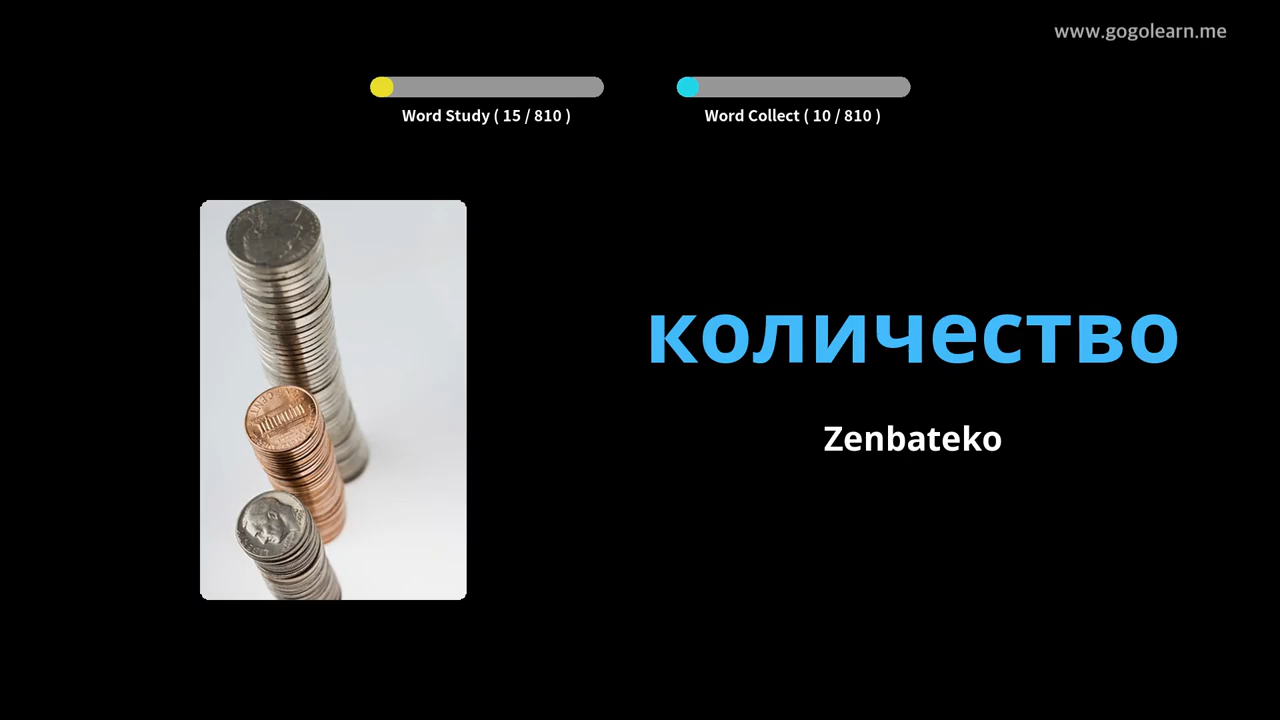 www.gogolearn.me
Word Study ( 15 / 810 )
Word Collect ( 10 / 810 )
количество
Zenbateko